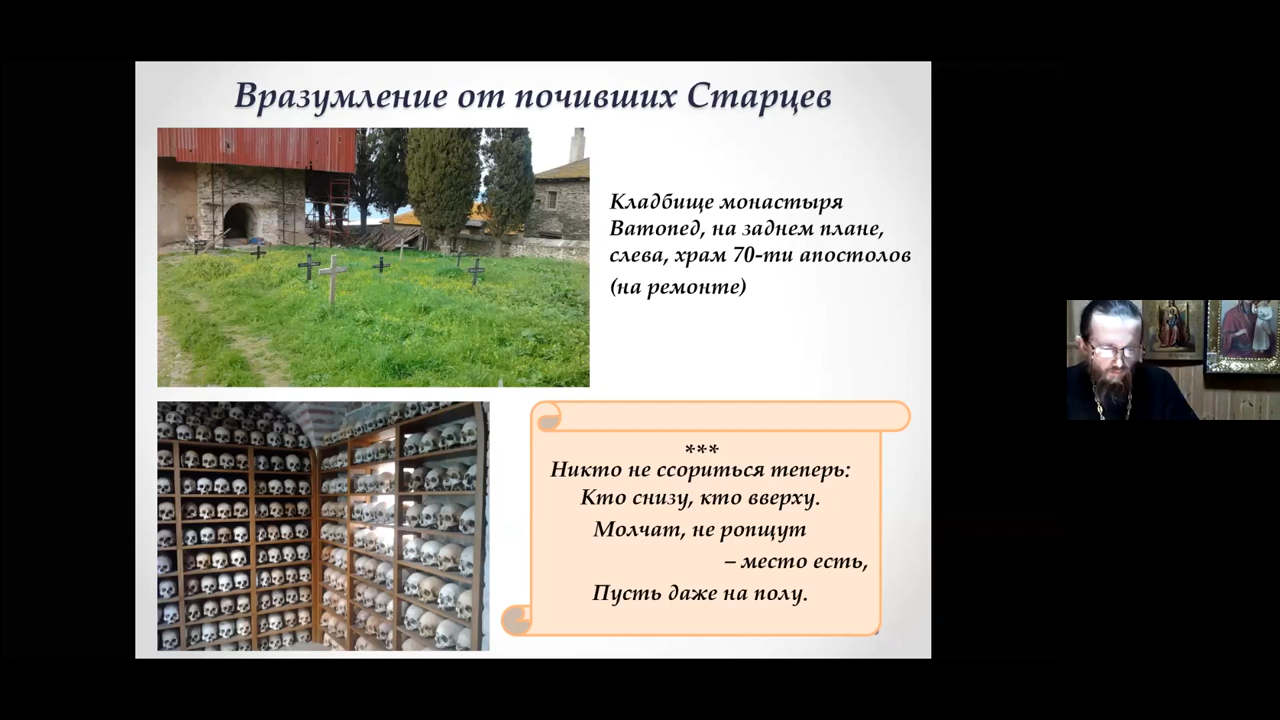 Вразумление от почивших Старцев
Кладбище монастыря
Ватопед, на заднем плане,
слева, храм 70-ти апостолов
(на ремонте)
***
Никто не ссориться теперь:
Кто снизу, кто вверху.
Молчат, не ропщут
– место есть,
Пусть даже на полу.